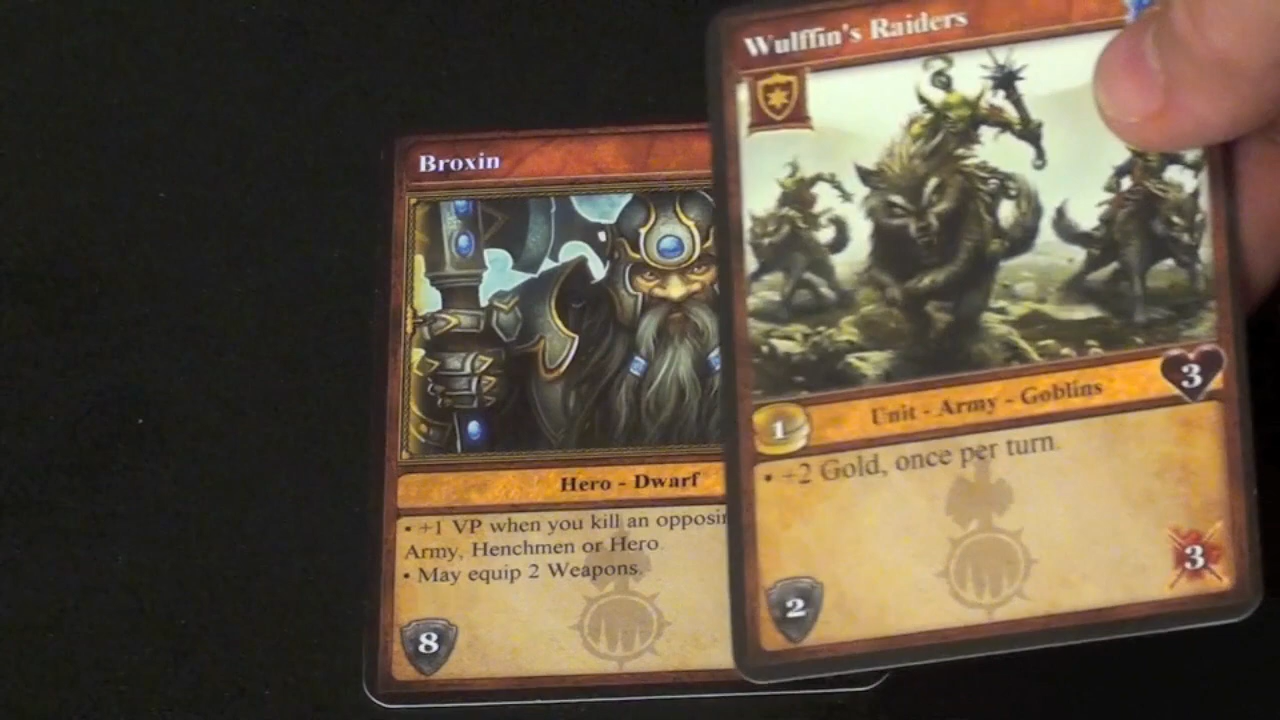 Wulffin's Raiders
3
1
Unit - Army - Goblins
• +2 Gold, once per turn.
2
3
Broxin
Hero - Dwarf
• +1 VP when you kill an opposin
Army, Henchmen or Hero.
• May equip 2 Weapons.
8